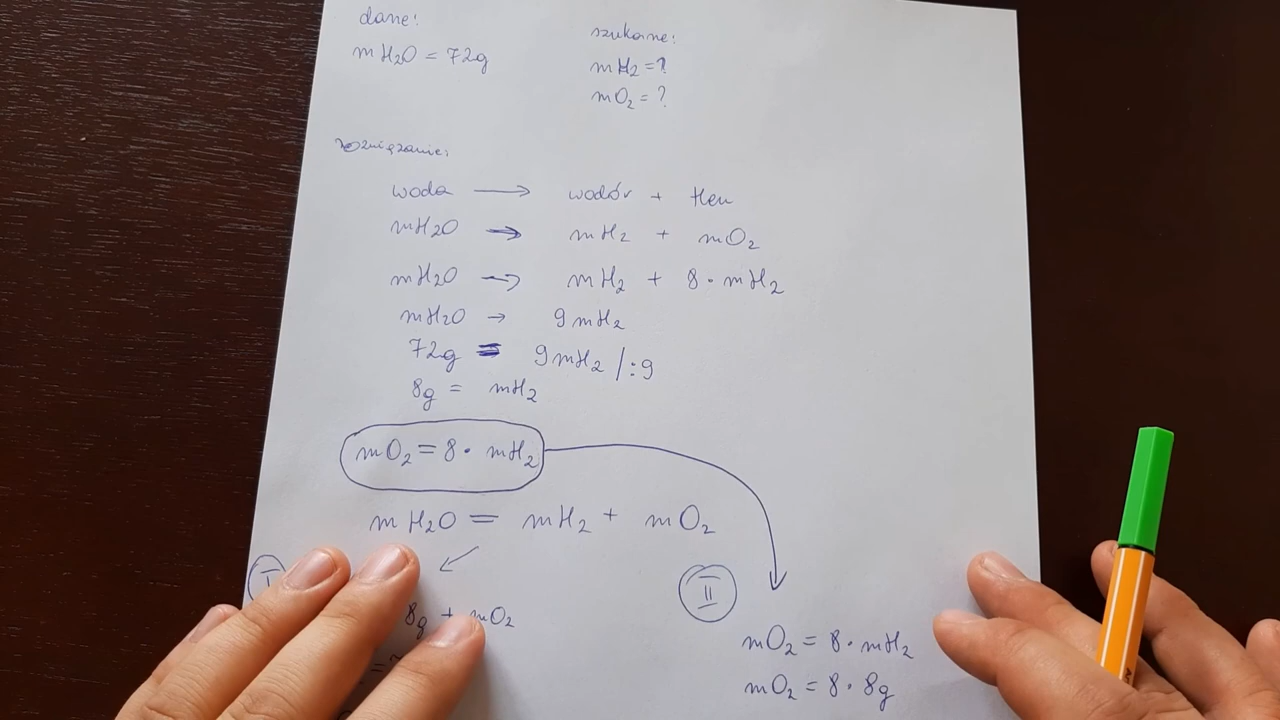 dane:
mH₂O = 72g
szukane:
mH₂ = ?
mO₂ = ?
rozwiązanie:
woda → wodór + tlen
mH₂O → mH₂ + mO₂
mH₂O → mH₂ + 8 · mH₂
mH₂O → 9mH₂
72g = 9mH₂ /:9
8g = mH₂
mO₂ = 8 · mH₂
mH₂O = mH₂ + mO₂
I
8g + mO₂
II
mO₂ = 8 · mH₂
mO₂ = 8 · 8g